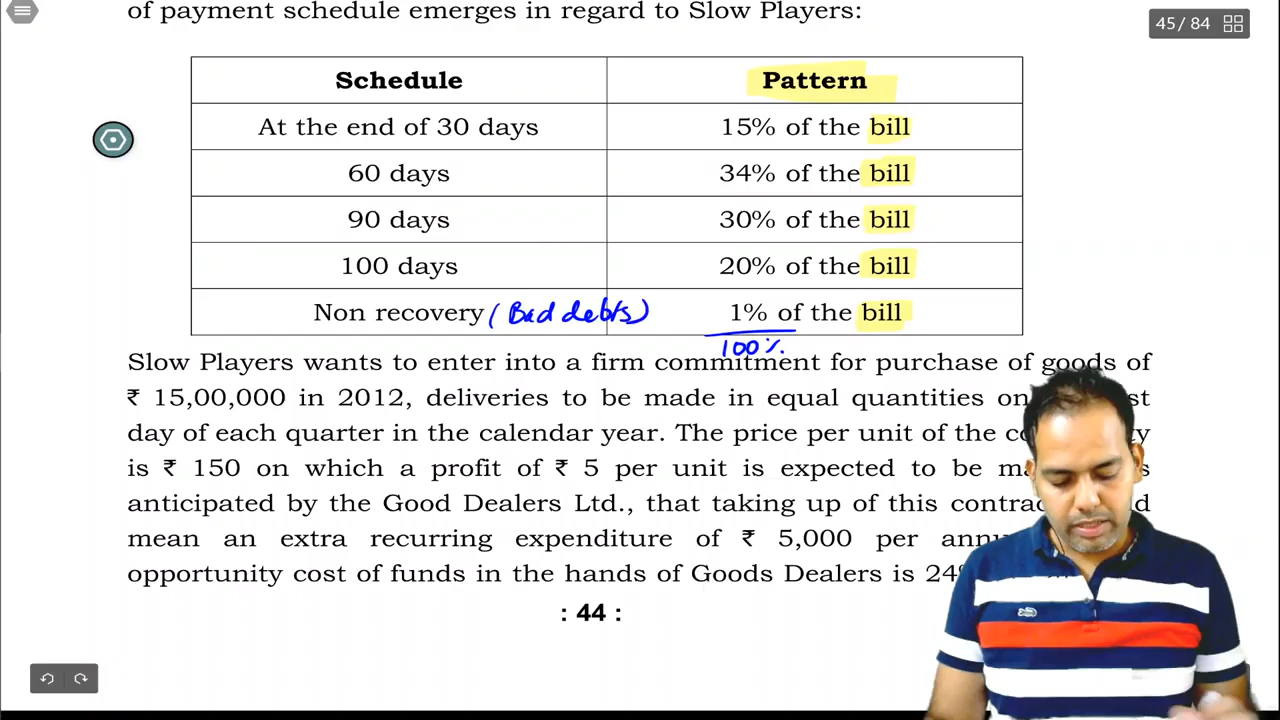 of payment schedule emerges in regard to Slow Players:
45/84
Schedule Pattern
At the end of 30 days 15% of the bill
60 days 34% of the bill
90 days 30% of the bill
100 days 20% of the bill
Non recovery (Bad debts) 1% of the bill
100%
Slow Players wants to enter into a firm commitment for purchase of goods of
₹ 15,00,000 in 2012, deliveries to be made in equal quantities on
day of each quarter in the calendar year. The price per unit of the
is ₹ 150 on which a profit of ₹ 5 per unit is expected to be
anticipated by the Good Dealers Ltd., that taking up of this
mean an extra recurring expenditure of ₹ 5,000 per
opportunity cost of funds in the hands of Goods Dealers is
: 44 :